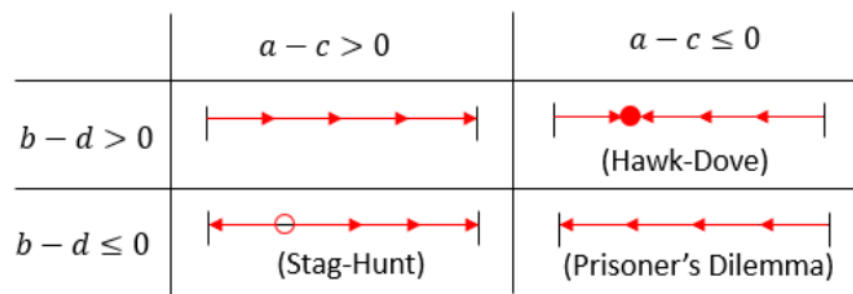 a − c > 0
a − c ≤ 0
b − d > 0
(Hawk-Dove)
b − d ≤ 0
(Stag-Hunt)
(Prisoner's Dilemma)